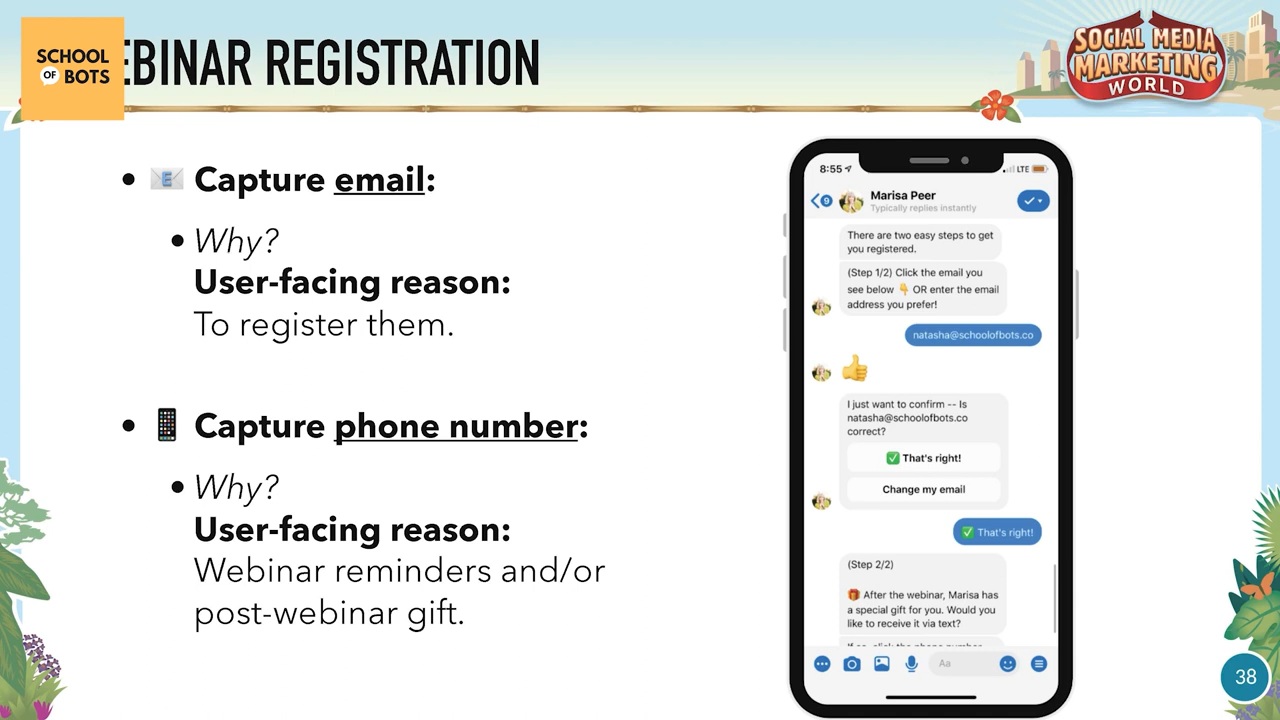 SCHOOL
OF BOTS
EBINAR REGISTRATION
SOCIAL MEDIA
MARKETING
WORLD
• 📧 Capture email:
• Why?
User-facing reason:
To register them.
• 📱 Capture phone number:
• Why?
User-facing reason:
Webinar reminders and/or
post-webinar gift.
8:55
LTE
9
Marisa Peer
Typically replies instantly
There are two easy steps to get
you registered.
(Step 1/2) Click the email you
see below 👇 OR enter the email
address you prefer!
natasha@schoolofbots.co
👍
I just want to confirm -- Is
natasha@schoolofbots.co
correct?
✅ That's right!
Change my email
✅ That's right!
(Step 2/2)
🎁 After the webinar, Marisa has
a special gift for you. Would you
like to receive it via text?
Aa
38